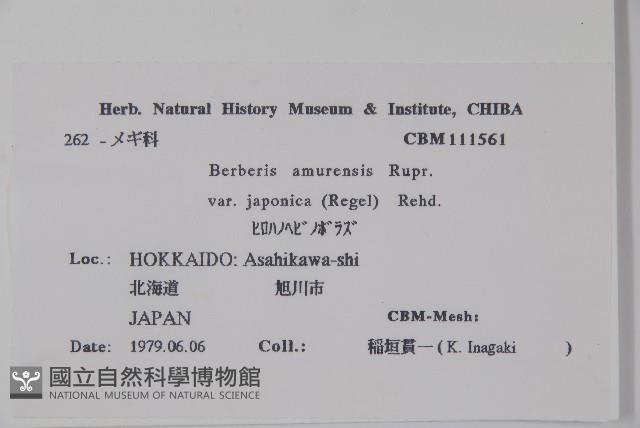 Herb. Natural History Museum & Institute, CHIBA
262 - メギ科 CBM 111561
Berberis amurensis Rupr.
var. japonica (Regel) Rehd.
ﾋﾛﾊﾉﾍﾋﾞﾉﾎﾞﾗｽﾞ
Loc.: HOKKAIDO: Asahikawa-shi
北海道 旭川市
JAPAN CBM-Mesh:
Date: 1979.06.06 Coll.: 稲垣貫一 ( K. Inagaki )
國立自然科學博物館
NATIONAL MUSEUM OF NATURAL SCIENCE